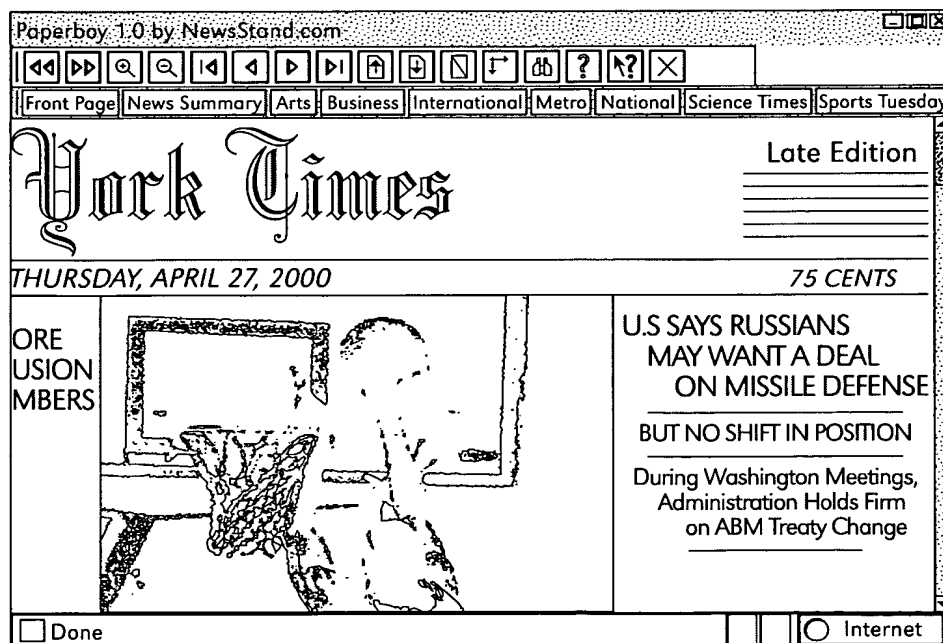 Paperboy 1.0 by NewsStand.com
Front Page News Summary Arts Business International Metro National Science Times Sports Tuesday
York Times
Late Edition
THURSDAY, APRIL 27, 2000
75 CENTS
ORE
USION
MBERS
U.S SAYS RUSSIANS
MAY WANT A DEAL
ON MISSILE DEFENSE
BUT NO SHIFT IN POSITION
During Washington Meetings,
Administration Holds Firm
on ABM Treaty Change
Done
Internet